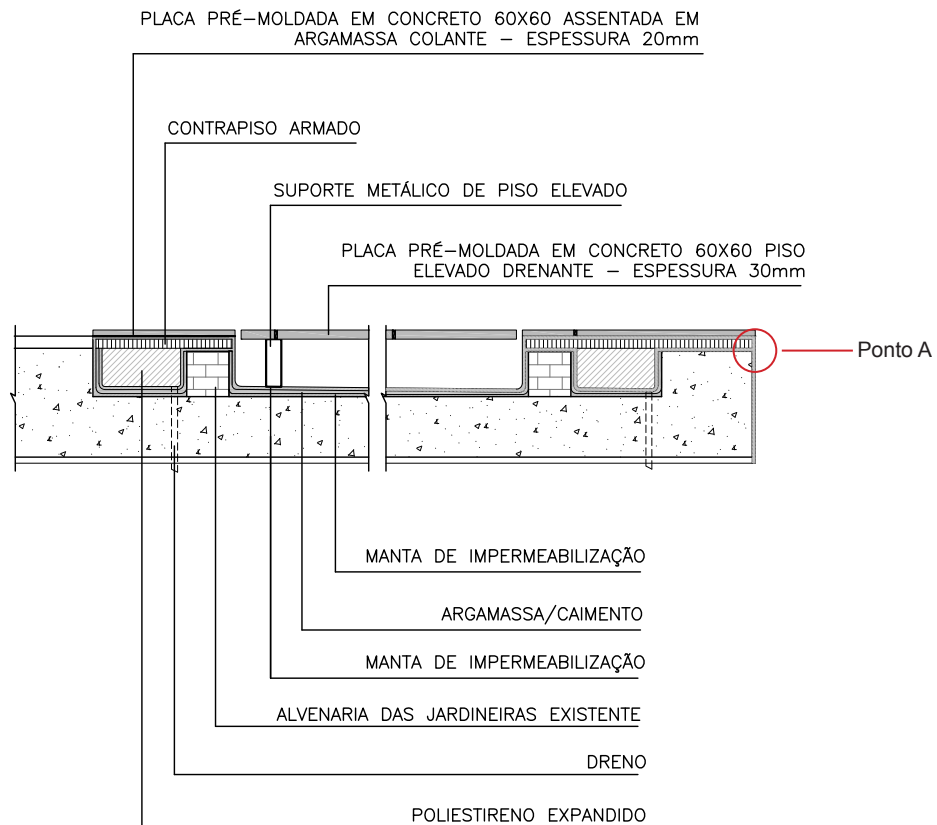 PLACA PRÉ-MOLDADA EM CONCRETO 60X60 ASSENTADA EM
ARGAMASSA COLANTE – ESPESSURA 20mm
CONTRAPISO ARMADO
SUPORTE METÁLICO DE PISO ELEVADO
PLACA PRÉ-MOLDADA EM CONCRETO 60X60 PISO
ELEVADO DRENANTE – ESPESSURA 30mm
Ponto A
MANTA DE IMPERMEABILIZAÇÃO
ARGAMASSA/CAIMENTO
MANTA DE IMPERMEABILIZAÇÃO
ALVENARIA DAS JARDINEIRAS EXISTENTE
DRENO
POLIESTIRENO EXPANDIDO